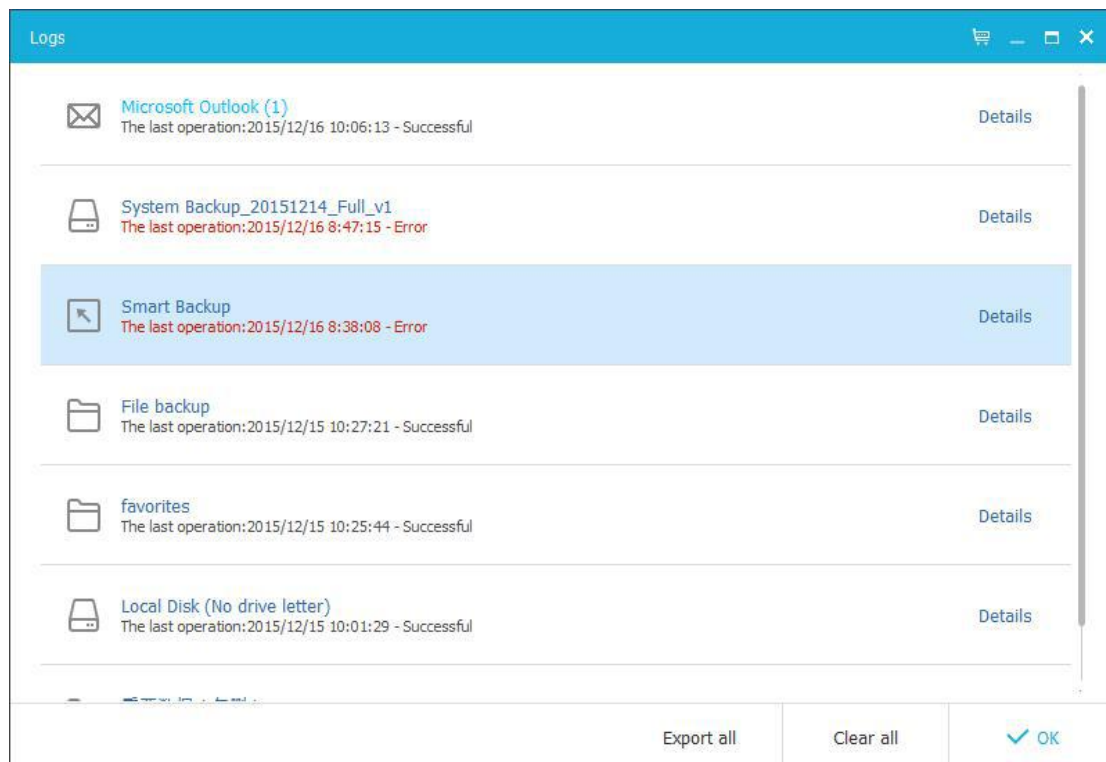 Logs
Microsoft Outlook (1)
The last operation:2015/12/16 10:06:13 - Successful
Details
System Backup_20151214_Full_v1
The last operation:2015/12/16 8:47:15 - Error
Details
Smart Backup
The last operation:2015/12/16 8:38:08 - Error
Details
File backup
The last operation:2015/12/15 10:27:21 - Successful
Details
favorites
The last operation:2015/12/15 10:25:44 - Successful
Details
Local Disk (No drive letter)
The last operation:2015/12/15 10:01:29 - Successful
Details
Export all
Clear all
OK